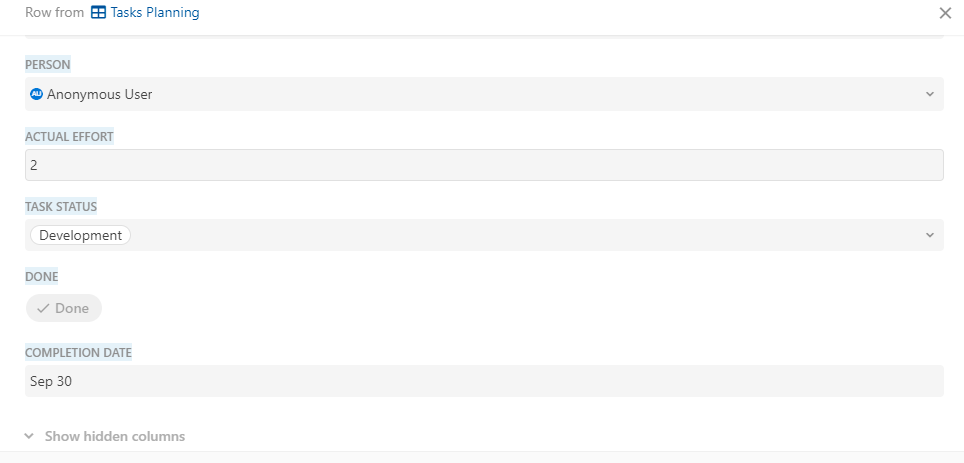 Row from Tasks Planning
PERSON
AU Anonymous User
ACTUAL EFFORT
2
TASK STATUS
Development
DONE
Done
COMPLETION DATE
Sep 30
Show hidden columns